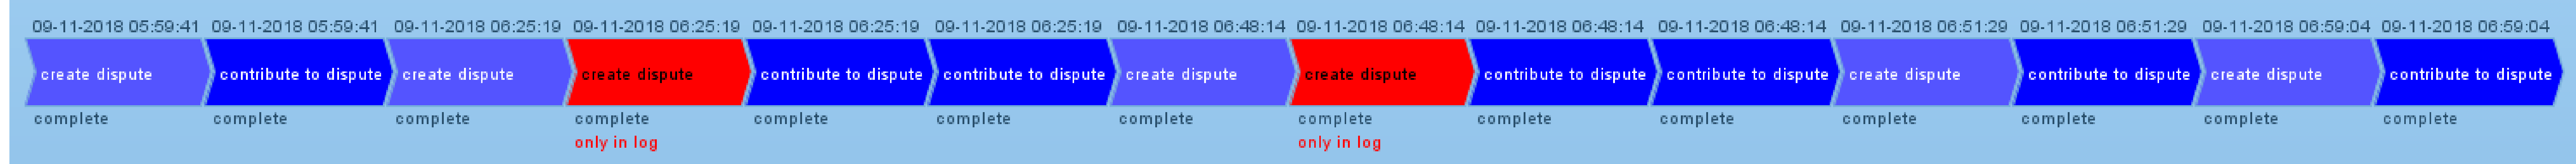 09-11-2018 05:59:41 09-11-2018 05:59:41 09-11-2018 06:25:19 09-11-2018 06:25:19 09-11-2018 06:25:19 09-11-2018 06:25:19 09-11-2018 06:48:14 09-11-2018 06:48:14 09-11-2018 06:48:14 09-11-2018 06:48:14 09-11-2018 06:51:29 09-11-2018 06:51:29 09-11-2018 06:59:04 09-11-2018 06:59:04
create dispute contribute to dispute create dispute create dispute contribute to dispute contribute to dispute create dispute create dispute contribute to dispute contribute to dispute create dispute contribute to dispute create dispute contribute to dispute
complete complete complete complete complete complete complete complete complete complete complete complete complete complete
only in log only in log